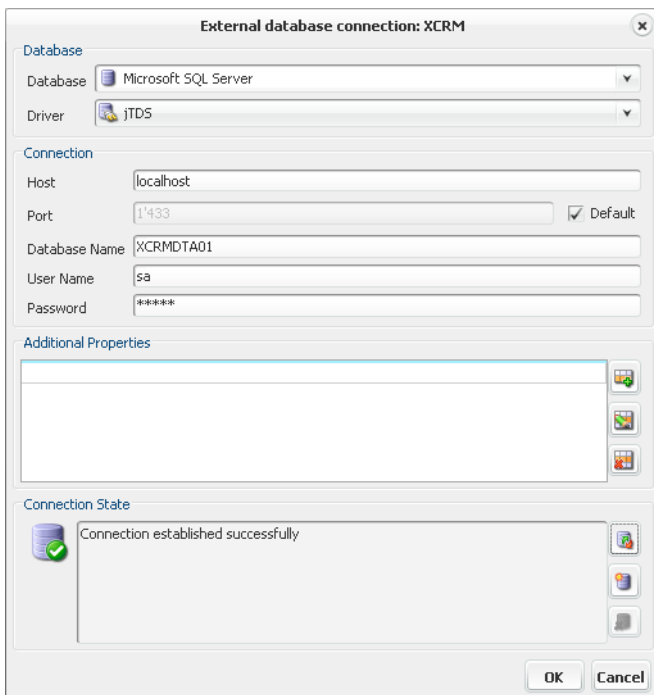 External database connection: XCRM
Database
Database Microsoft SQL Server
Driver jTDS
Connection
Host localhost
Port 1'433 Default
Database Name XCRMDTA01
User Name sa
Password *****
Additional Properties
Connection State
Connection established successfully
OK Cancel